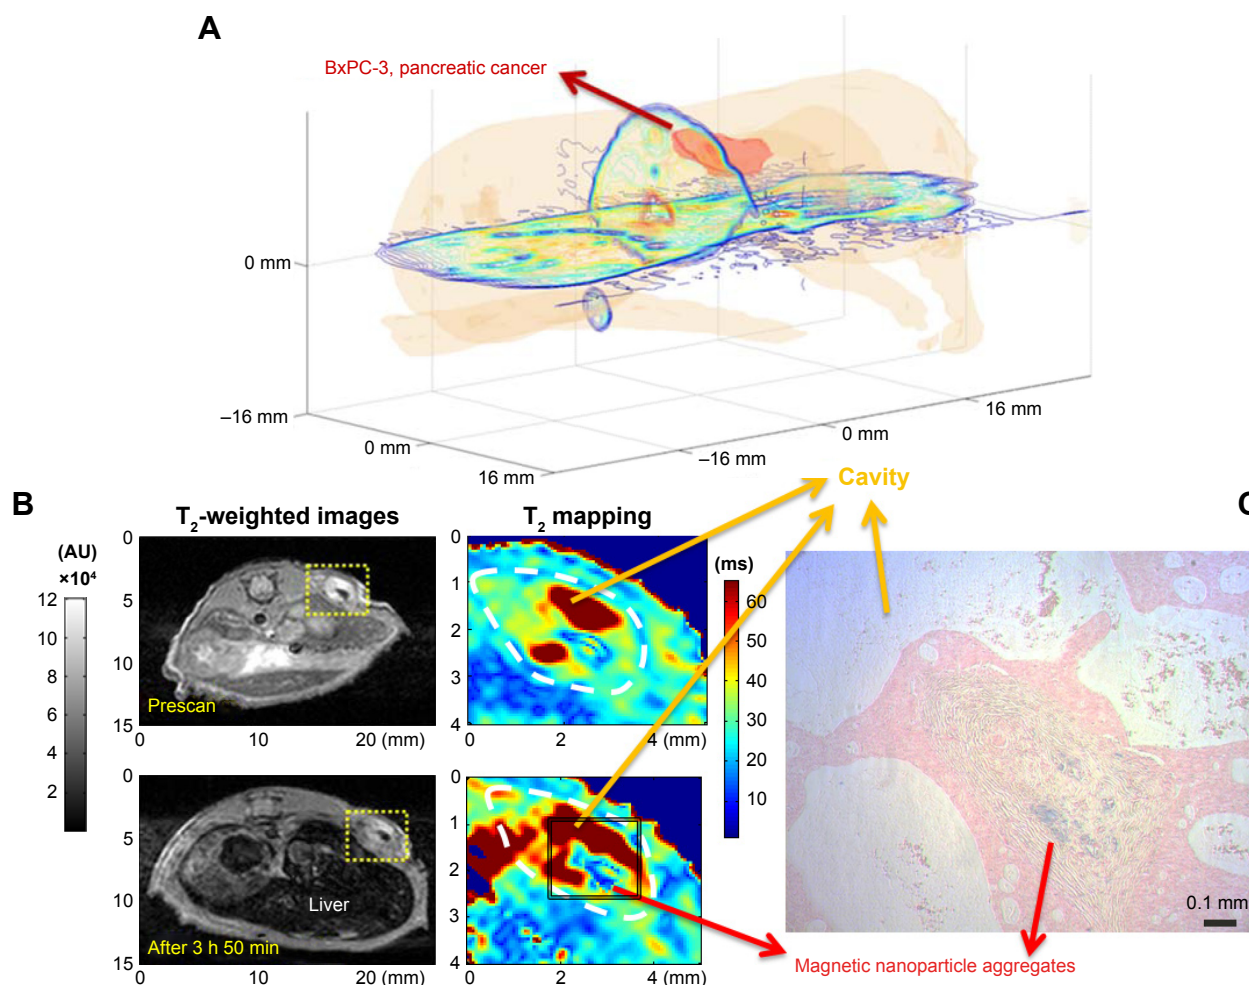 A
BxPC-3, pancreatic cancer
0 mm
–16 mm
0 mm
16 mm
–16 mm
0 mm
16 mm
Cavity
B
T2-weighted images
T2 mapping
C
(AU)
×10⁴
12
10
8
6
4
2
0
5
10
15
Prescan
0
10
20 (mm)
0
1
2
3
4
0
2
4 (mm)
(ms)
60
50
40
30
20
10
0
5
10
15
Liver
After 3 h 50 min
0
10
20
(mm)
0
1
2
3
4
0
2
4 (mm)
0.1 mm
Magnetic nanoparticle aggregates